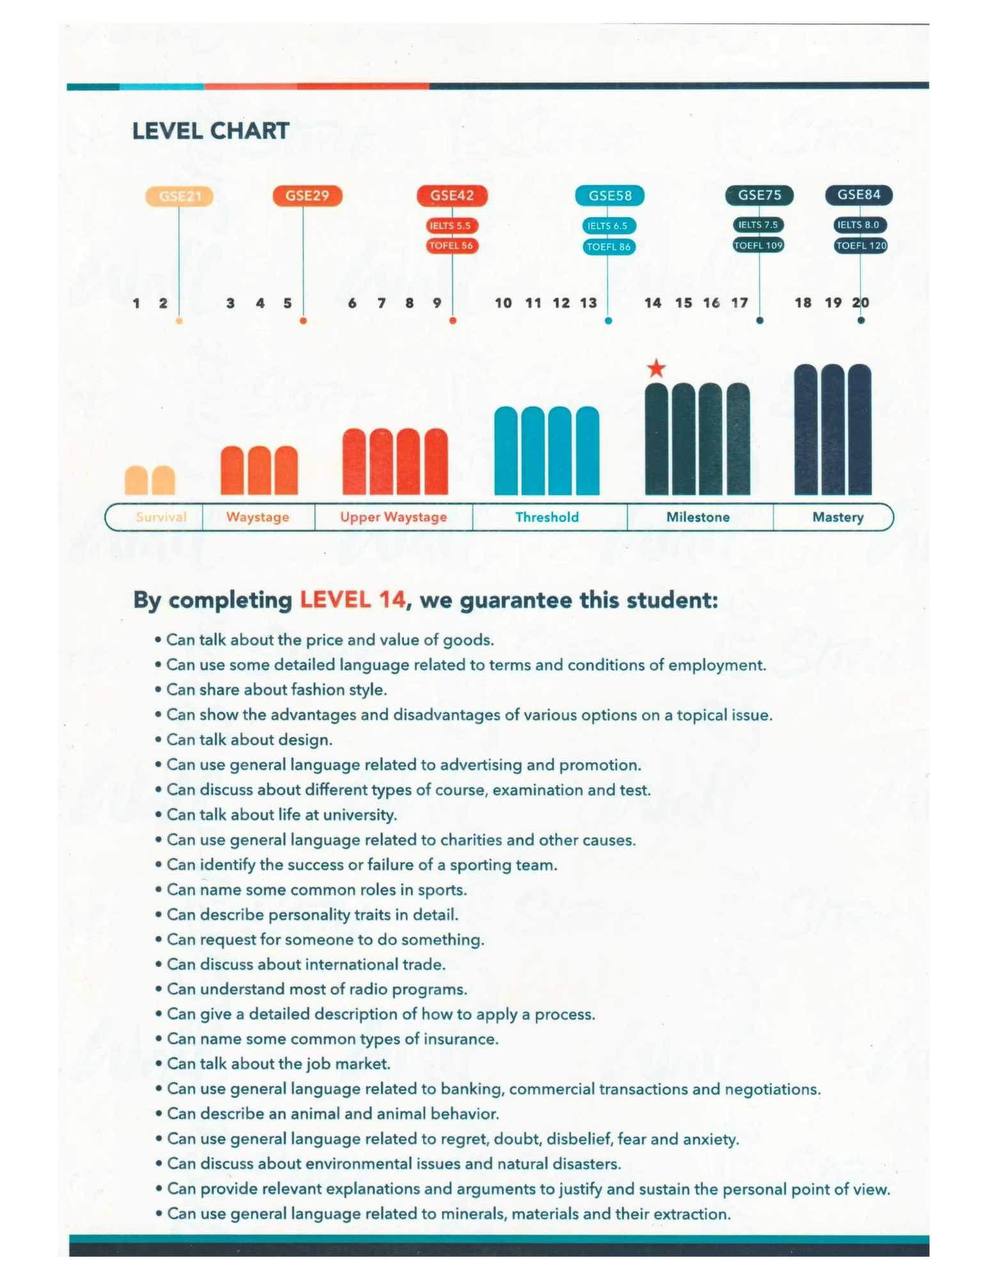 LEVEL CHART
GSE21 GSE29 GSE42 GSE58 GSE75 GSE84
IELTS 5.5 IELTS 6.5 IELTS 7.5 IELTS 8.0
TOFEL 56 TOEFL 86 TOEFL 109 TOEFL 120
1 2 3 4 5 6 7 8 9 10 11 12 13 14 15 16 17 18 19 20
Survival Waystage Upper Waystage Threshold Milestone Mastery
By completing LEVEL 14, we guarantee this student:
• Can talk about the price and value of goods.
• Can use some detailed language related to terms and conditions of employment.
• Can share about fashion style.
• Can show the advantages and disadvantages of various options on a topical issue.
• Can talk about design.
• Can use general language related to advertising and promotion.
• Can discuss about different types of course, examination and test.
• Can talk about life at university.
• Can use general language related to charities and other causes.
• Can identify the success or failure of a sporting team.
• Can name some common roles in sports.
• Can describe personality traits in detail.
• Can request for someone to do something.
• Can discuss about international trade.
• Can understand most of radio programs.
• Can give a detailed description of how to apply a process.
• Can name some common types of insurance.
• Can talk about the job market.
• Can use general language related to banking, commercial transactions and negotiations.
• Can describe an animal and animal behavior.
• Can use general language related to regret, doubt, disbelief, fear and anxiety.
• Can discuss about environmental issues and natural disasters.
• Can provide relevant explanations and arguments to justify and sustain the personal point of view.
• Can use general language related to minerals, materials and their extraction.